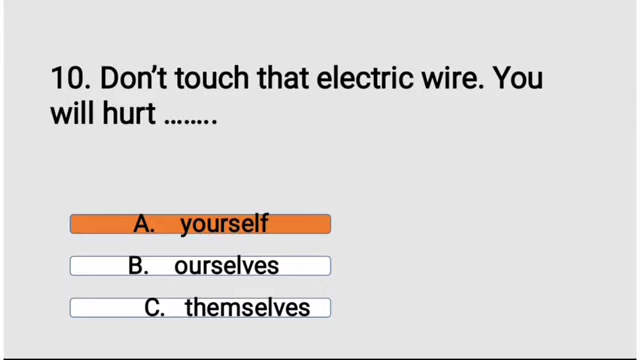 10. Don’t touch that electric wire. You
will hurt ……..
A. yourself
B. ourselves
C. themselves